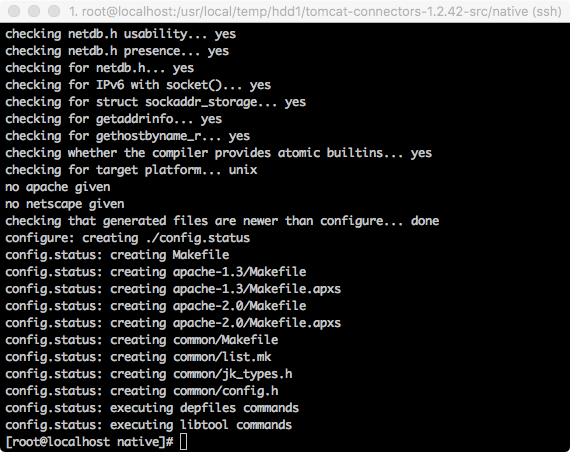 1. root@localhost:/usr/local/temp/hdd1/tomcat-connectors-1.2.42-src/native (ssh)
checking netdb.h usability... yes
checking netdb.h presence... yes
checking for netdb.h... yes
checking for IPv6 with socket()... yes
checking for struct sockaddr_storage... yes
checking for getaddrinfo... yes
checking for gethostbyname_r... yes
checking whether the compiler provides atomic builtins... yes
checking for target platform... unix
no apache given
no netscape given
checking that generated files are newer than configure... done
configure: creating ./config.status
config.status: creating Makefile
config.status: creating apache-1.3/Makefile
config.status: creating apache-1.3/Makefile.apxs
config.status: creating apache-2.0/Makefile
config.status: creating apache-2.0/Makefile.apxs
config.status: creating common/Makefile
config.status: creating common/list.mk
config.status: creating common/jk_types.h
config.status: creating common/config.h
config.status: executing depfiles commands
config.status: executing libtool commands
[root@localhost native]#